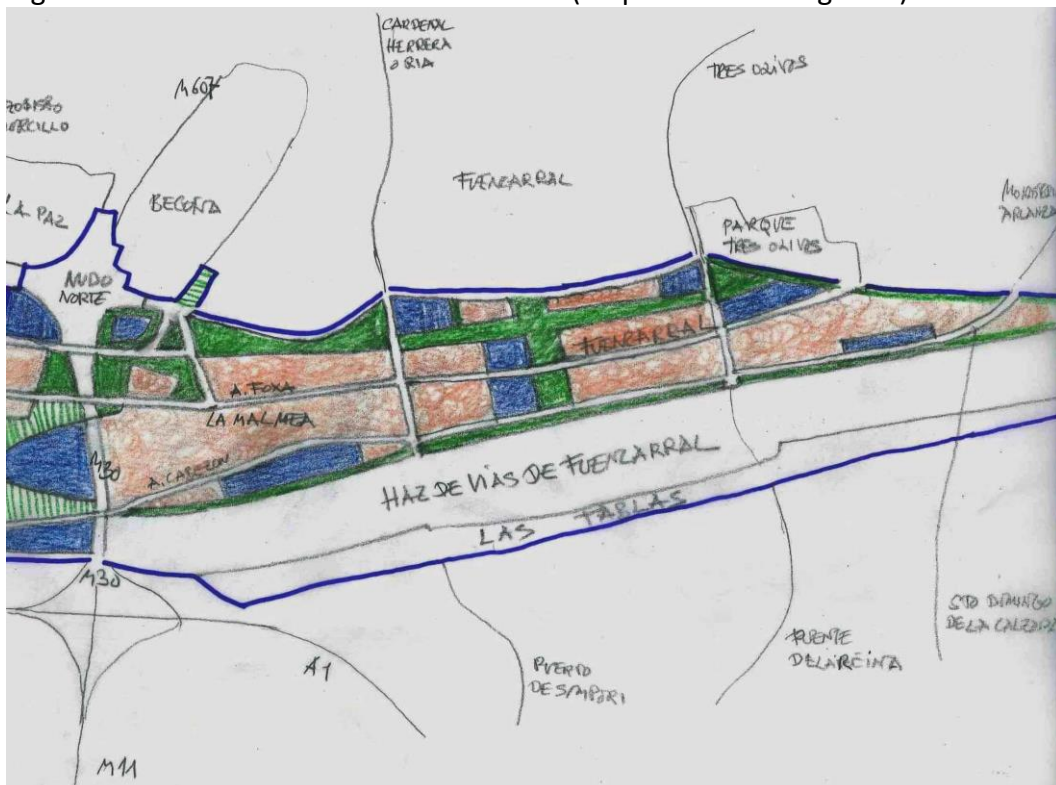 CARDENAL
HERRERA
ORIA
TRES OLIVOS
M607
LA PAZ
BEGOÑA
FUENCARRAL
PARQUE
TRES OLIVOS
ARLANZA
NUDO
NORTE
FUENCARRAL
A. FOXA
LA MALMEA
M30
A. CABEZON
HAZ DE VIAS DE FUENCARRAL
LAS TABLAS
M30
STO DOMINGO
DE LA CALZADA
PUENTE
DE LA REINA
A1
PUERTO
DE SOMPORT
M11